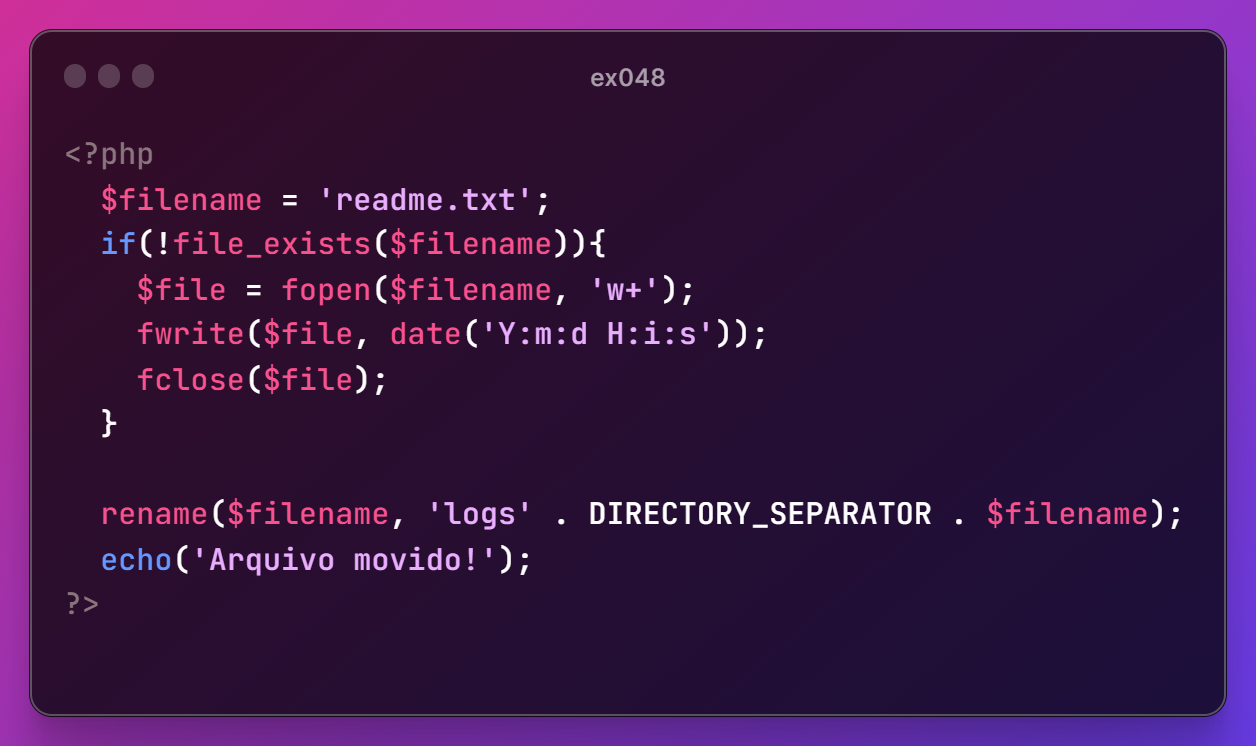 ex048
<?php
  $filename = 'readme.txt';
  if(!file_exists($filename)){
    $file = fopen($filename, 'w+');
    fwrite($file, date('Y:m:d H:i:s'));
    fclose($file);
  }

  rename($filename, 'logs' . DIRECTORY_SEPARATOR . $filename);
  echo('Arquivo movido!');
?>